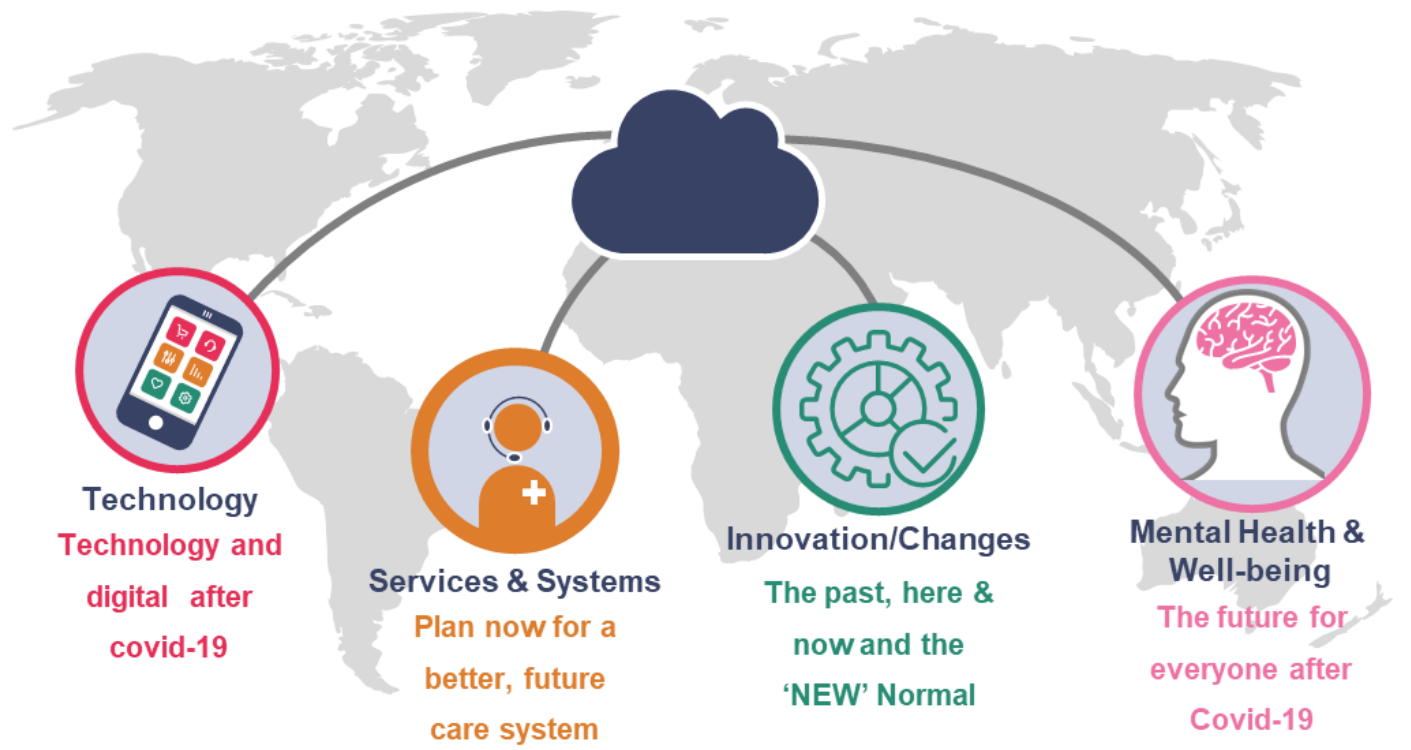 Technology
Technology and
digital after
covid-19
Services & Systems
Plan now for a
better, future
care system
Innovation/Changes
The past, here &
now and the
‘NEW’ Normal
Mental Health &
Well-being
The future for
everyone after
Covid-19